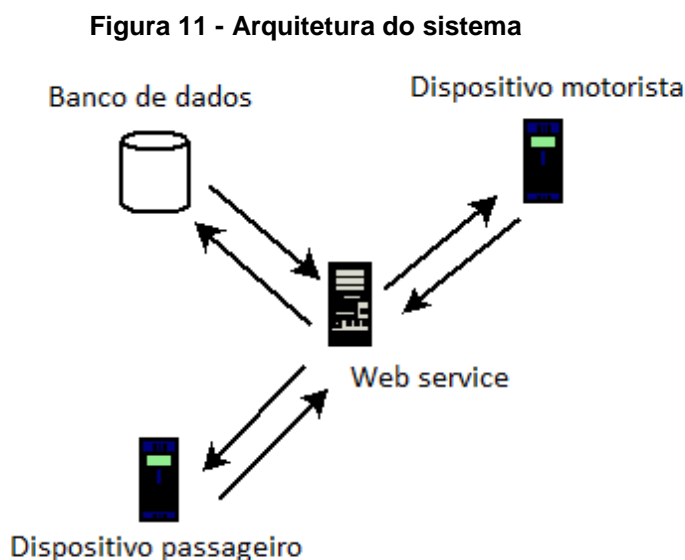 Figura 11 - Arquitetura do sistema
Dispositivo motorista
Banco de dados
Web service
Dispositivo passageiro